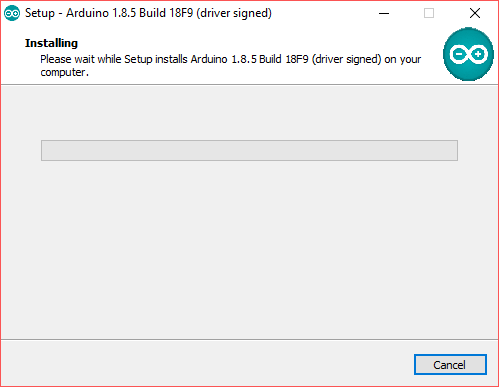 Setup - Arduino 1.8.5 Build 18F9 (driver signed)
Installing
Please wait while Setup installs Arduino 1.8.5 Build 18F9 (driver signed) on your
computer.
Cancel